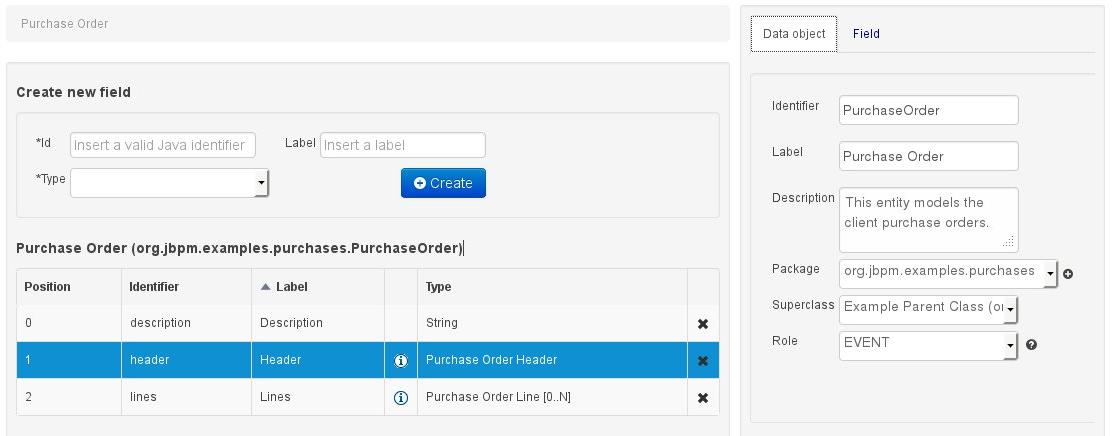 Purchase Order
Create new field
*Id Insert a valid Java identifier Label Insert a label
*Type Create
Purchase Order (org.jbpm.examples.purchases.PurchaseOrder)
Position Identifier Label Type
0 description Description String
1 header Header Purchase Order Header
2 lines Lines Purchase Order Line [0..N]
Data object Field
Identifier PurchaseOrder
Label Purchase Order
Description This entity models the
client purchase orders.
Package org.jbpm.examples.purchases
Superclass Example Parent Class (or
Role EVENT